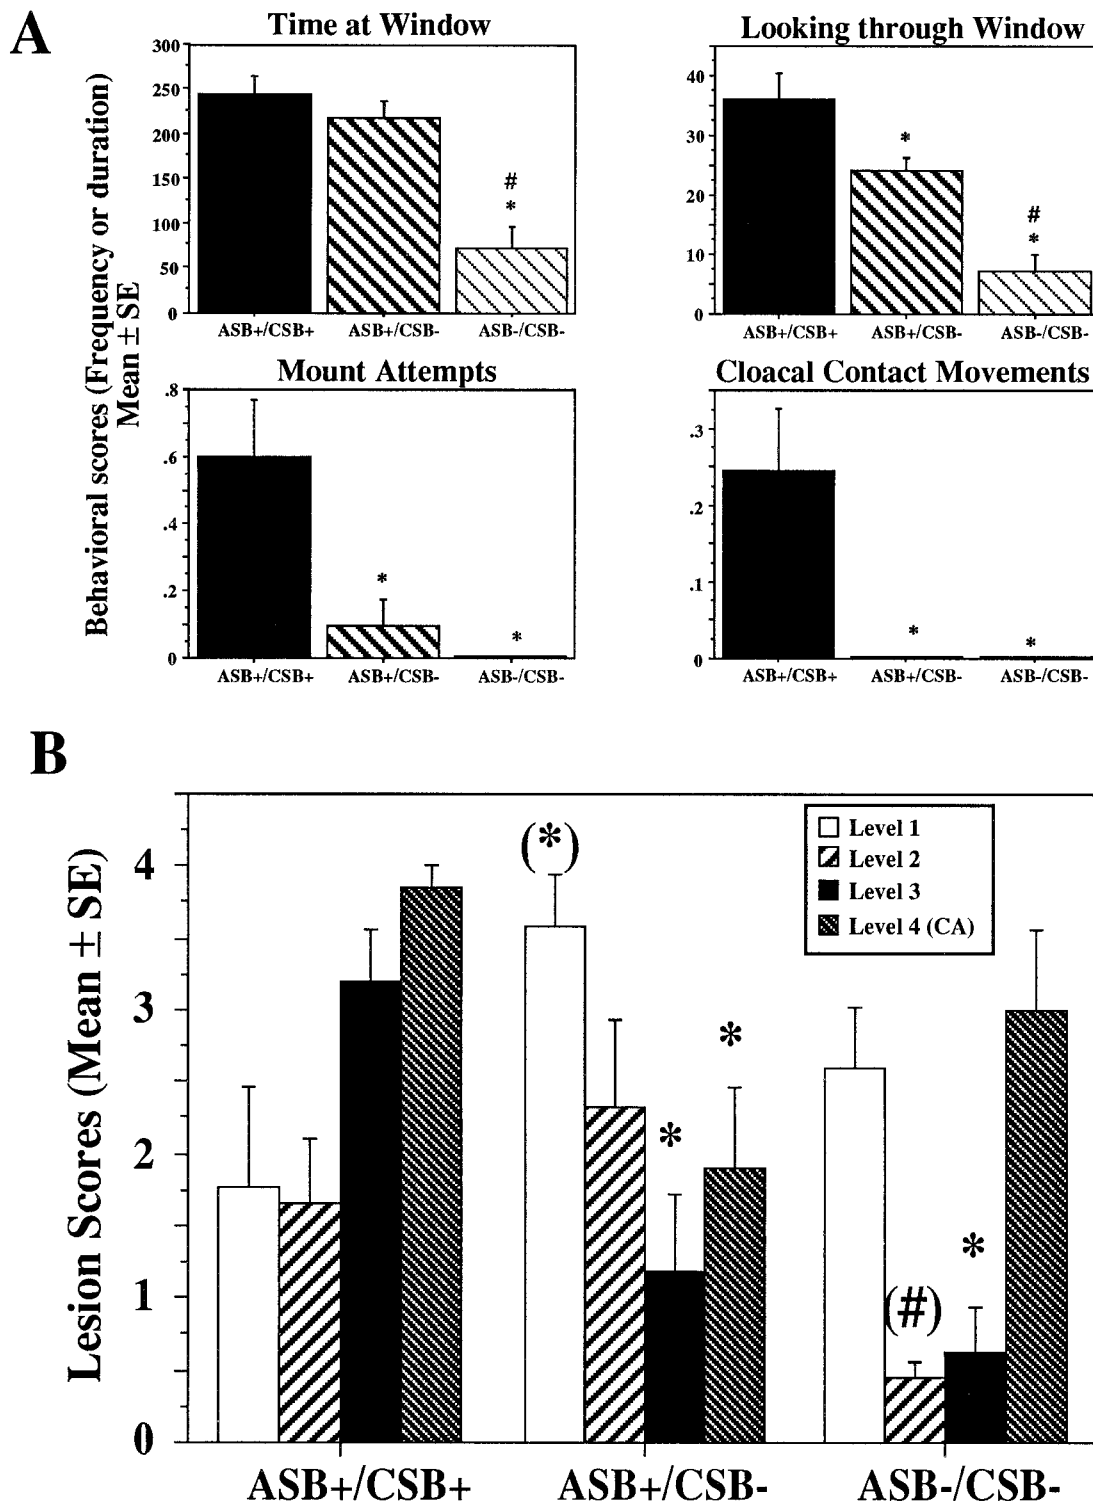 A
Time at Window
Looking through Window
Behavioral scores (Frequency or duration)
Mean ± SE
300
250
200
150
100
50
0
#
*
ASB+/CSB+ ASB+/CSB- ASB-/CSB-
40
30
20
10
0
*
#
*
ASB+/CSB+ ASB+/CSB- ASB-/CSB-
Mount Attempts
Cloacal Contact Movements
.8
.6
.4
.2
0
*
*
ASB+/CSB+ ASB+/CSB- ASB-/CSB-
.3
.2
.1
0
*
*
ASB+/CSB+ ASB+/CSB- ASB-/CSB-
B
Lesion Scores (Mean ± SE)
4
3
2
1
0
(*)
*
*
(#)
*
Level 1
Level 2
Level 3
Level 4 (CA)
ASB+/CSB+ ASB+/CSB- ASB-/CSB-